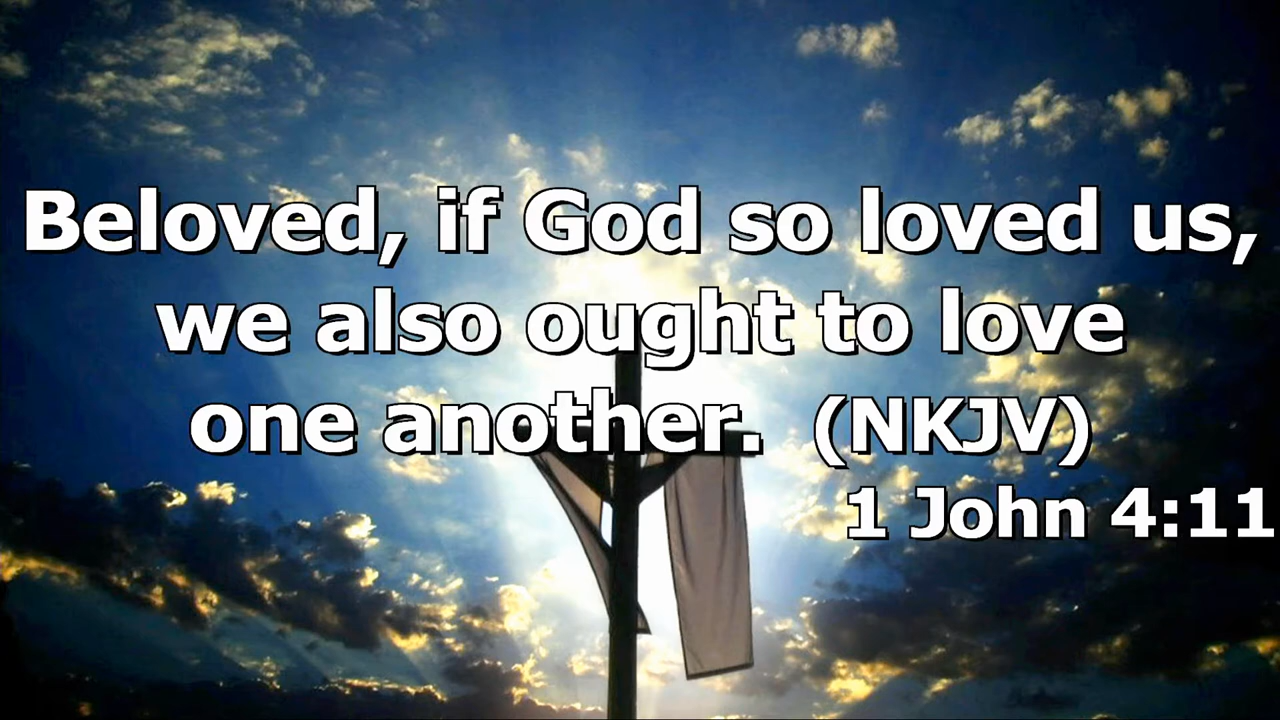 Beloved, if God so loved us,
we also ought to love
one another. (NKJV)
1 John 4:11